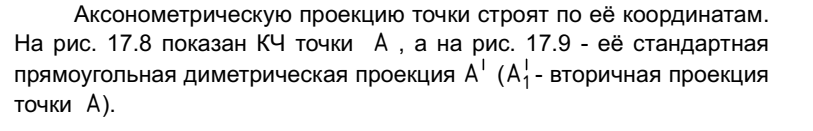 Аксонометрическую проекцию точки строят по её координатам.
На рис. 17.8 показан КЧ точки A , а на рис. 17.9 - её стандартная
прямоугольная диметрическая проекция A' (A'₁ - вторичная проекция
точки A).